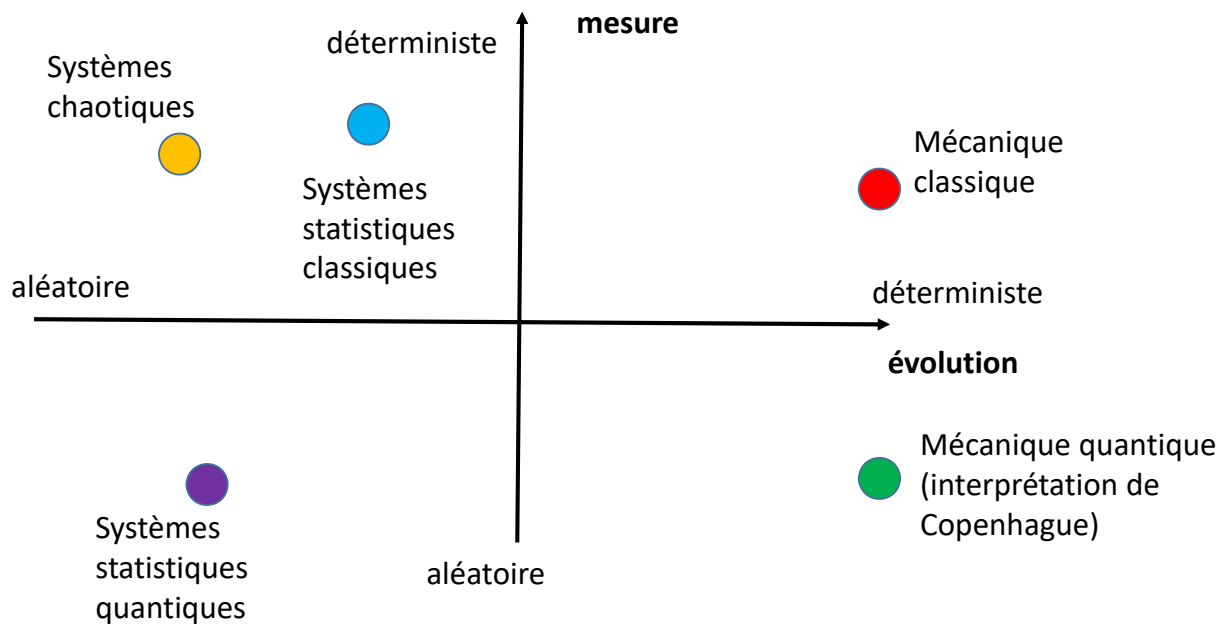 mesure
déterministe
Systèmes
chaotiques
Mécanique
classique
Systèmes
statistiques
classiques
aléatoire
déterministe
évolution
Mécanique quantique
(interprétation de
Copenhague)
Systèmes
statistiques
quantiques
aléatoire